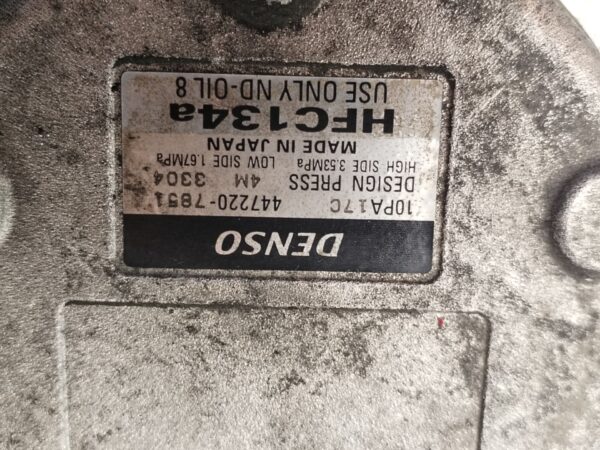 DENSO
10PA17C 447220-7851
DESIGN PRESS 4M 3304
HIGH SIDE 3.53MPa LOW SIDE 1.67MPa
MADE IN JAPAN
HFC134a
USE ONLY ND-OIL 8